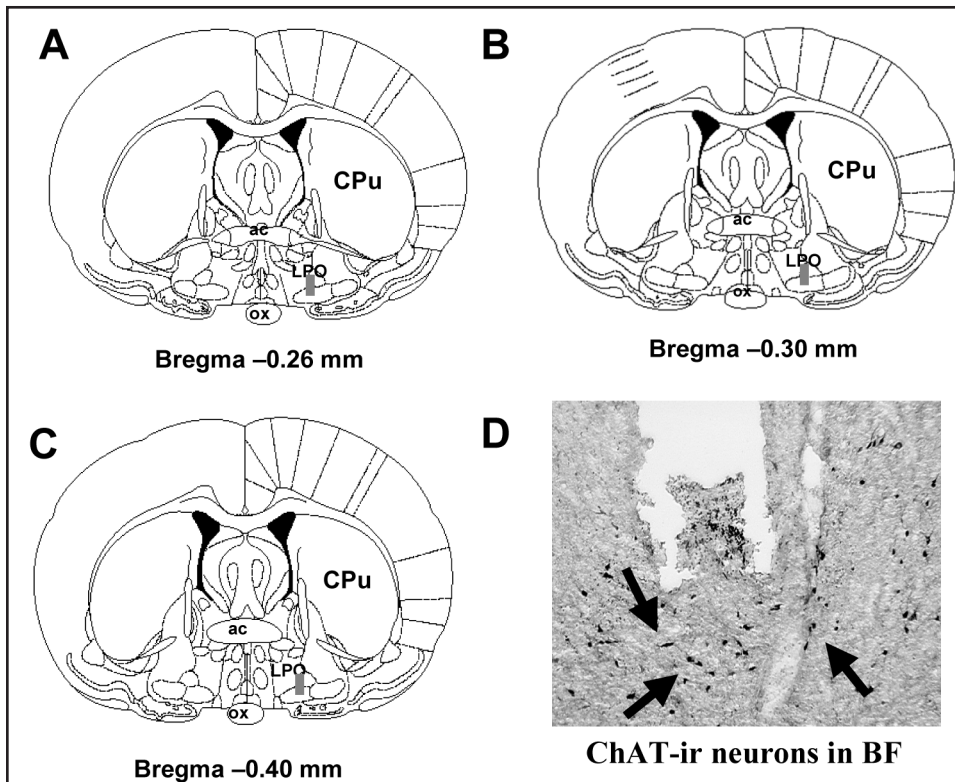 A
CPu
ac
LPO
ox
Bregma –0.26 mm
B
CPu
ac
LPO
ox
Bregma –0.30 mm
C
CPu
ac
LPO
ox
Bregma –0.40 mm
D
ChAT-ir neurons in BF